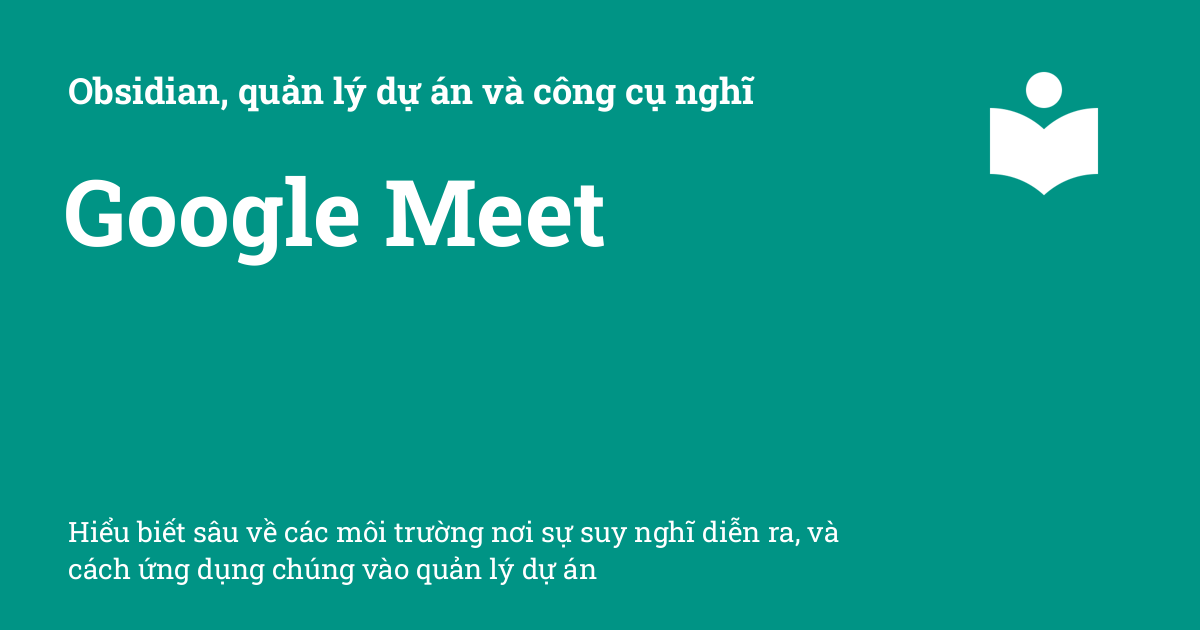 Obsidian, quản lý dự án và công cụ nghĩ
Google Meet
Hiểu biết sâu về các môi trường nơi sự suy nghĩ diễn ra, và
cách ứng dụng chúng vào quản lý dự án